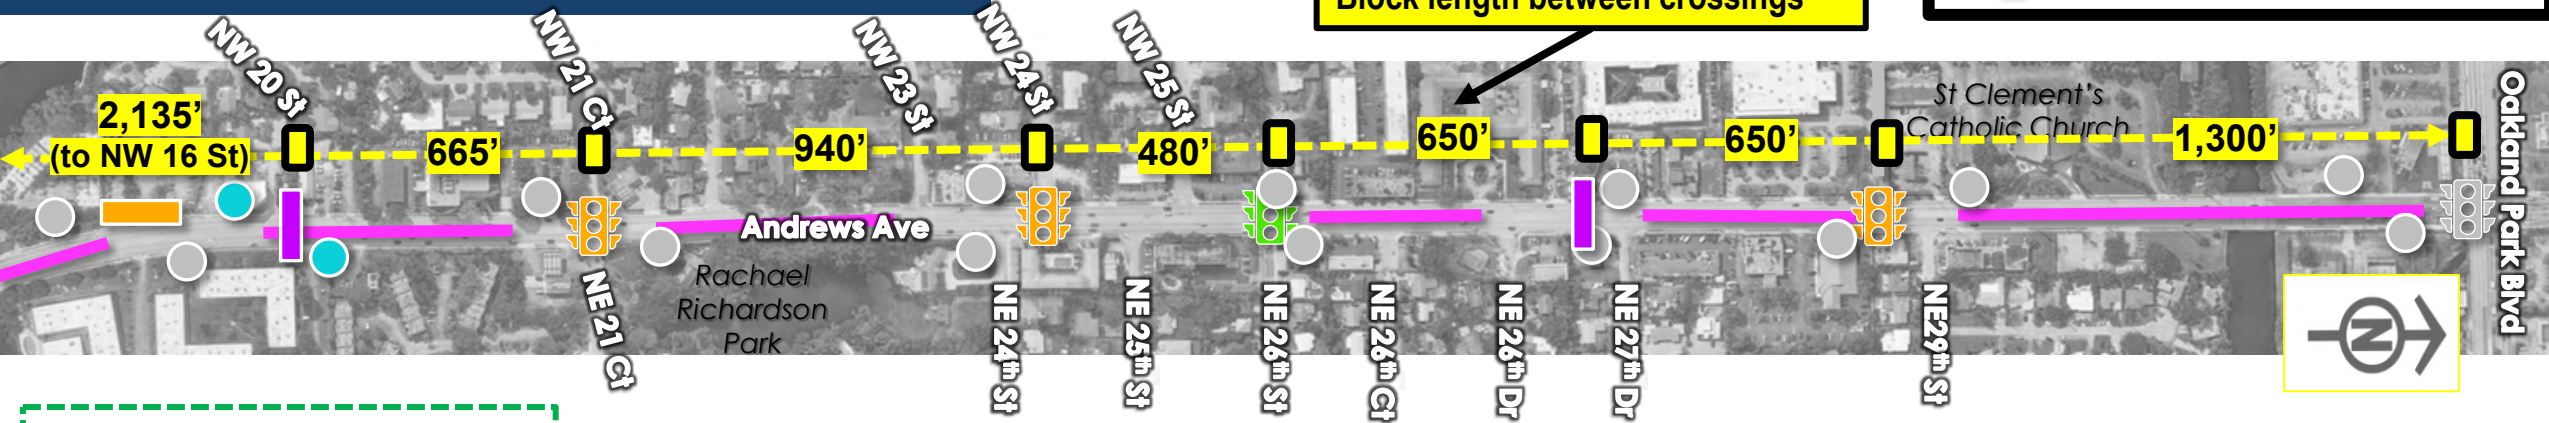 Block length between crossings
NW 20 St
NW 21 Ct
NW 23 St
NW 24 St
NW 25 St
2,135’
(to NW 16 St)
665’
940’
480’
650’
650’
1,300’
St Clement’s
Catholic Church
Oakland Park Blvd
Andrews Ave
Rachael
Richardson
Park
NE 21 Ct
NE 24th St
NE 25th St
NE 26th St
NE 26th Ct
NE 26th Dr
NE 27th Dr
NE29th St
N